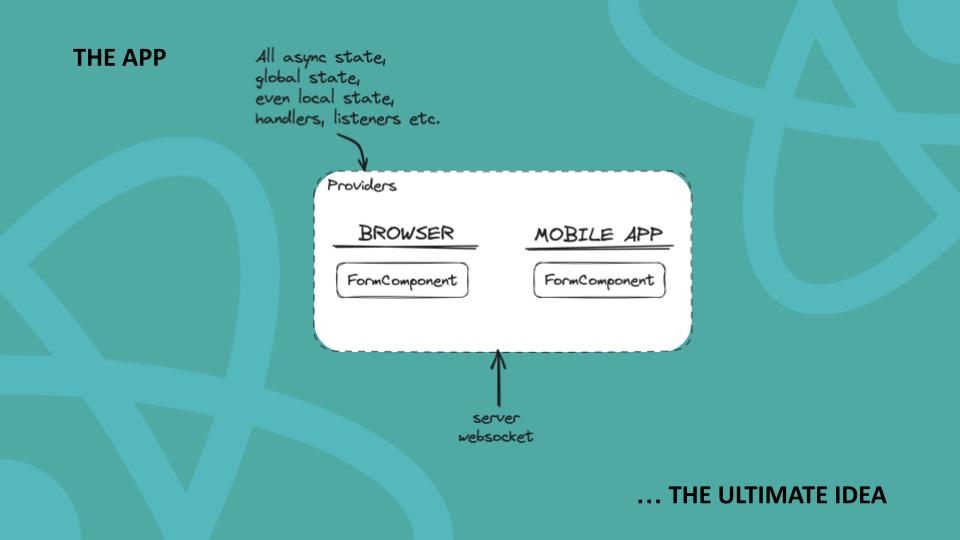 THE APP
All async state,
global state,
even local state,
handlers, listeners etc.
Providers
BROWSER
MOBILE APP
FormComponent
FormComponent
server
websocket
... THE ULTIMATE IDEA